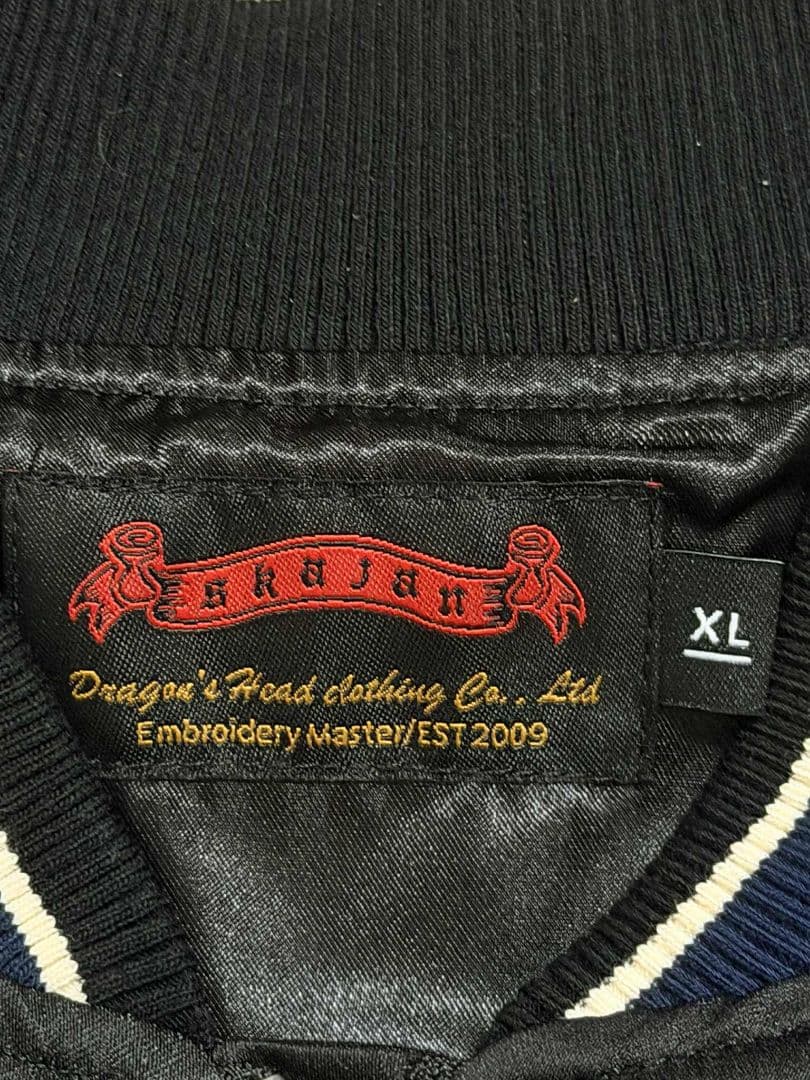 skajan
Dragon's Head clothing Co., Ltd
Embroidery Master/EST 2009
XL